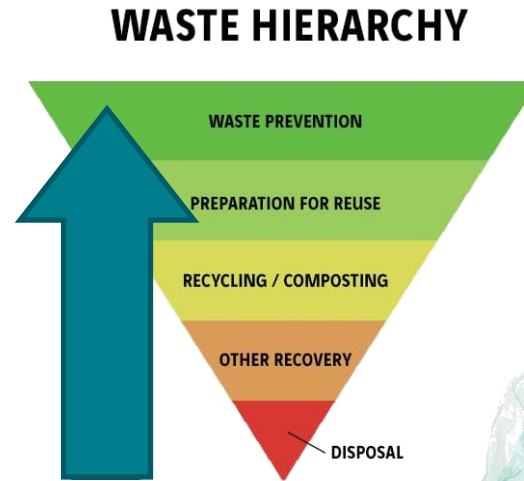 WASTE HIERARCHY
WASTE PREVENTION
PREPARATION FOR REUSE
RECYCLING / COMPOSTING
OTHER RECOVERY
DISPOSAL